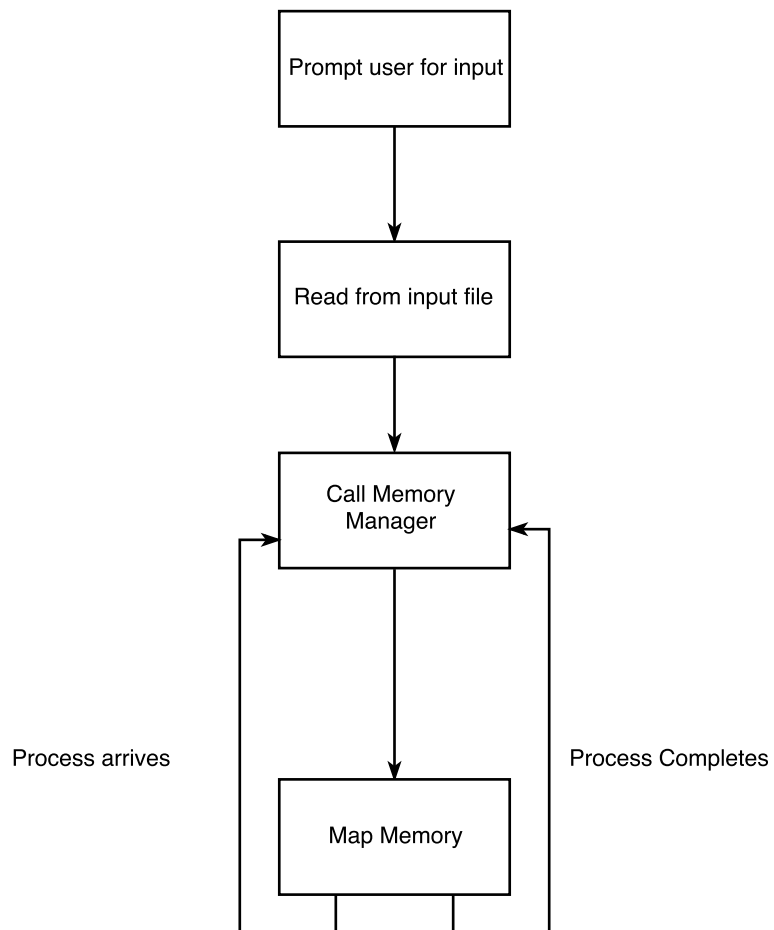 Prompt user for input
Read from input file
Call Memory
Manager
Process arrives
Process Completes
Map Memory